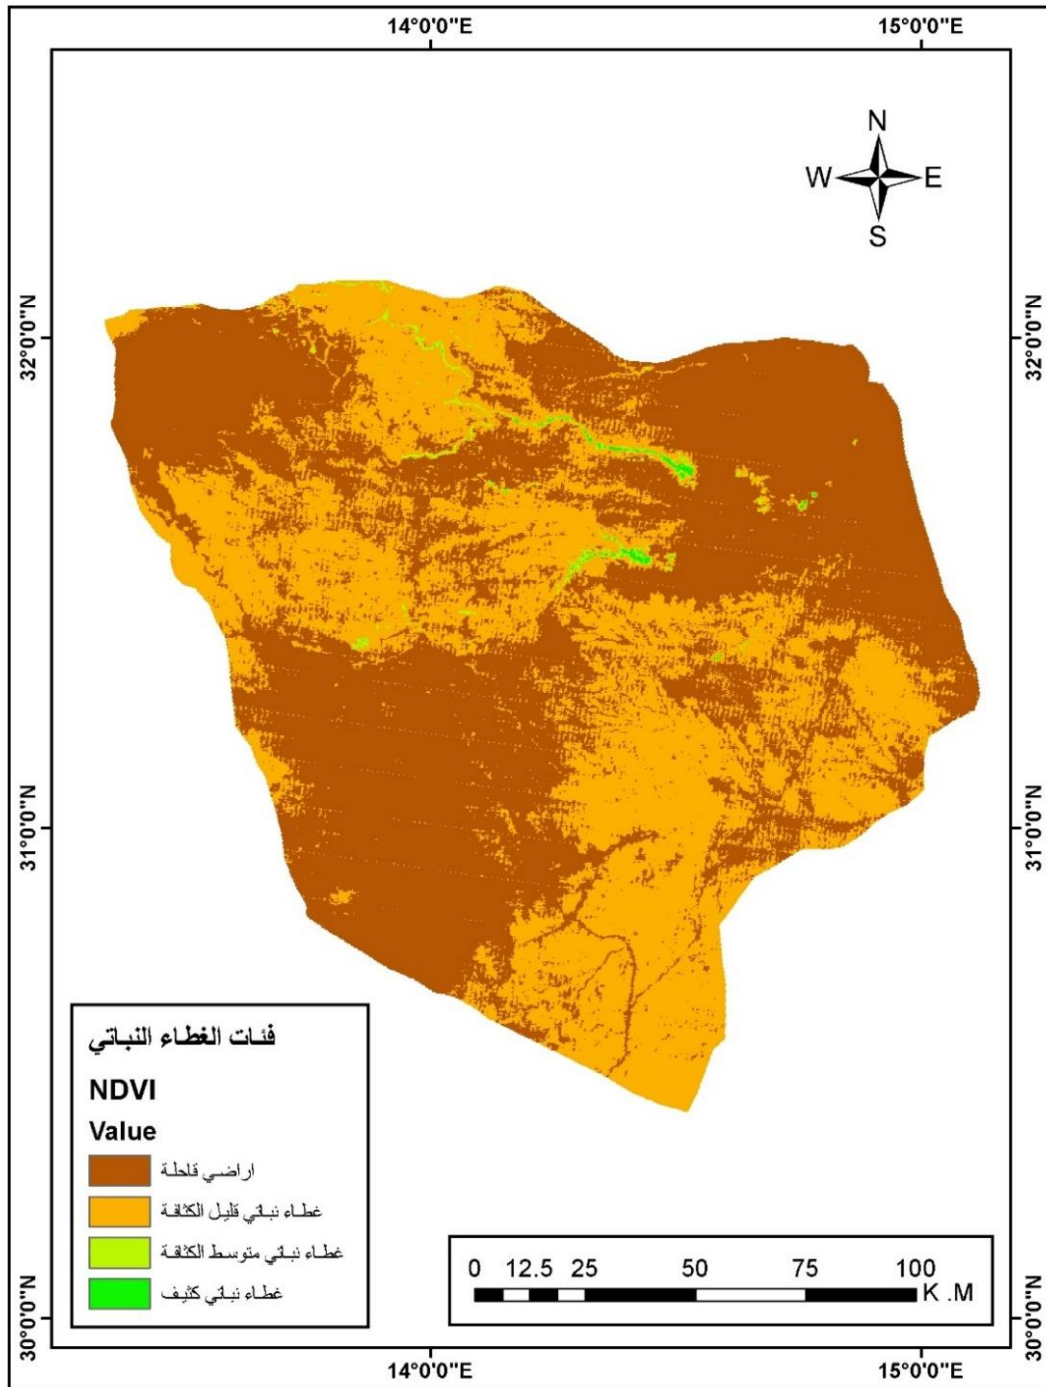 14°0'0"E 15°0'0"E
N
W E
S
32°0'0"N 32°0'0"N
31°0'0"N 31°0'0"N
فئات الغطاء النباتي
NDVI
Value
اراضي قاحلة
غطاء نباتي قليل الكثافة
غطاء نباتي متوسط الكثافة
غطاء نباتي كثيف
0 12.5 25 50 75 100
K .M
30°0'0"N 30°0'0"N
14°0'0"E 15°0'0"E